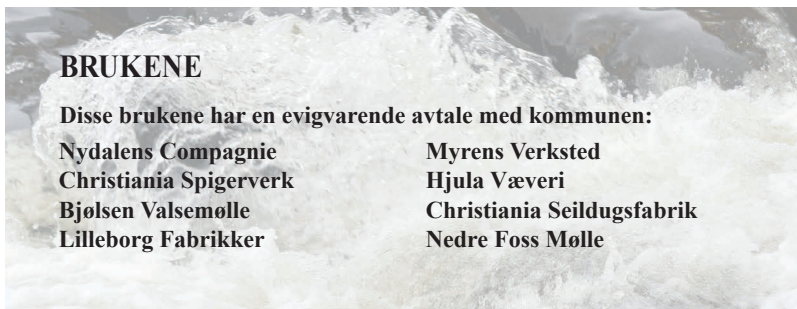 BRUKENE
Disse brukene har en evigvarende avtale med kommunen:
Nydalens Compagnie
Christiania Spigerverk
Bjølsen Valsemølle
Lilleborg Fabrikker
Myrens Verksted
Hjula Væveri
Christiania Seildugsfabrik
Nedre Foss Mølle